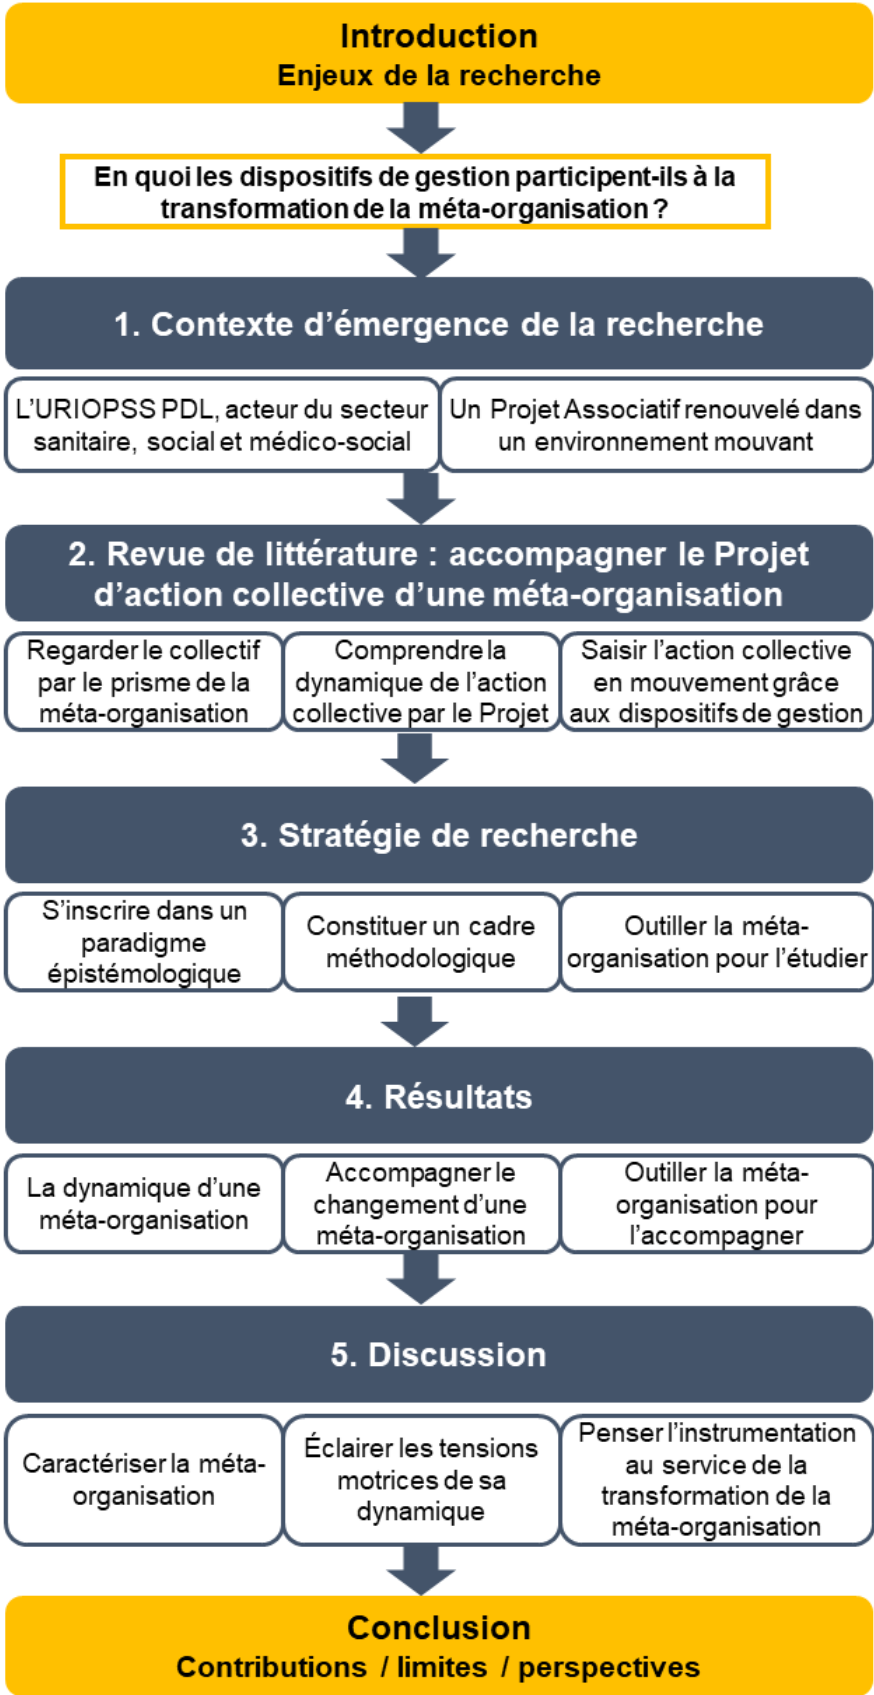 Introduction
Enjeux de la recherche
En quoi les dispositifs de gestion participent-ils à la
transformation de la méta-organisation ?
1. Contexte d’émergence de la recherche
L’URIOPSS PDL, acteur du secteur
sanitaire, social et médico-social
Un Projet Associatif renouvelé dans
un environnement mouvant
2. Revue de littérature : accompagner le Projet
d’action collective d’une méta-organisation
Regarder le collectif
par le prisme de la
méta-organisation
Comprendre la
dynamique de l’action
collective par le Projet
Saisir l’action collective
en mouvement grâce
aux dispositifs de gestion
3. Stratégie de recherche
S’inscrire dans un
paradigme
épistémologique
Constituer un cadre
méthodologique
Outiller la méta-
organisation pour l’étudier
4. Résultats
La dynamique d’une
méta-organisation
Accompagner le
changement d’une
méta-organisation
Outiller la méta-
organisation pour
l’accompagner
5. Discussion
Caractériser la méta-
organisation
Éclairer les tensions
motrices de sa
dynamique
Penser l’instrumentation
au service de la
transformation de la
méta-organisation
Conclusion
Contributions / limites / perspectives